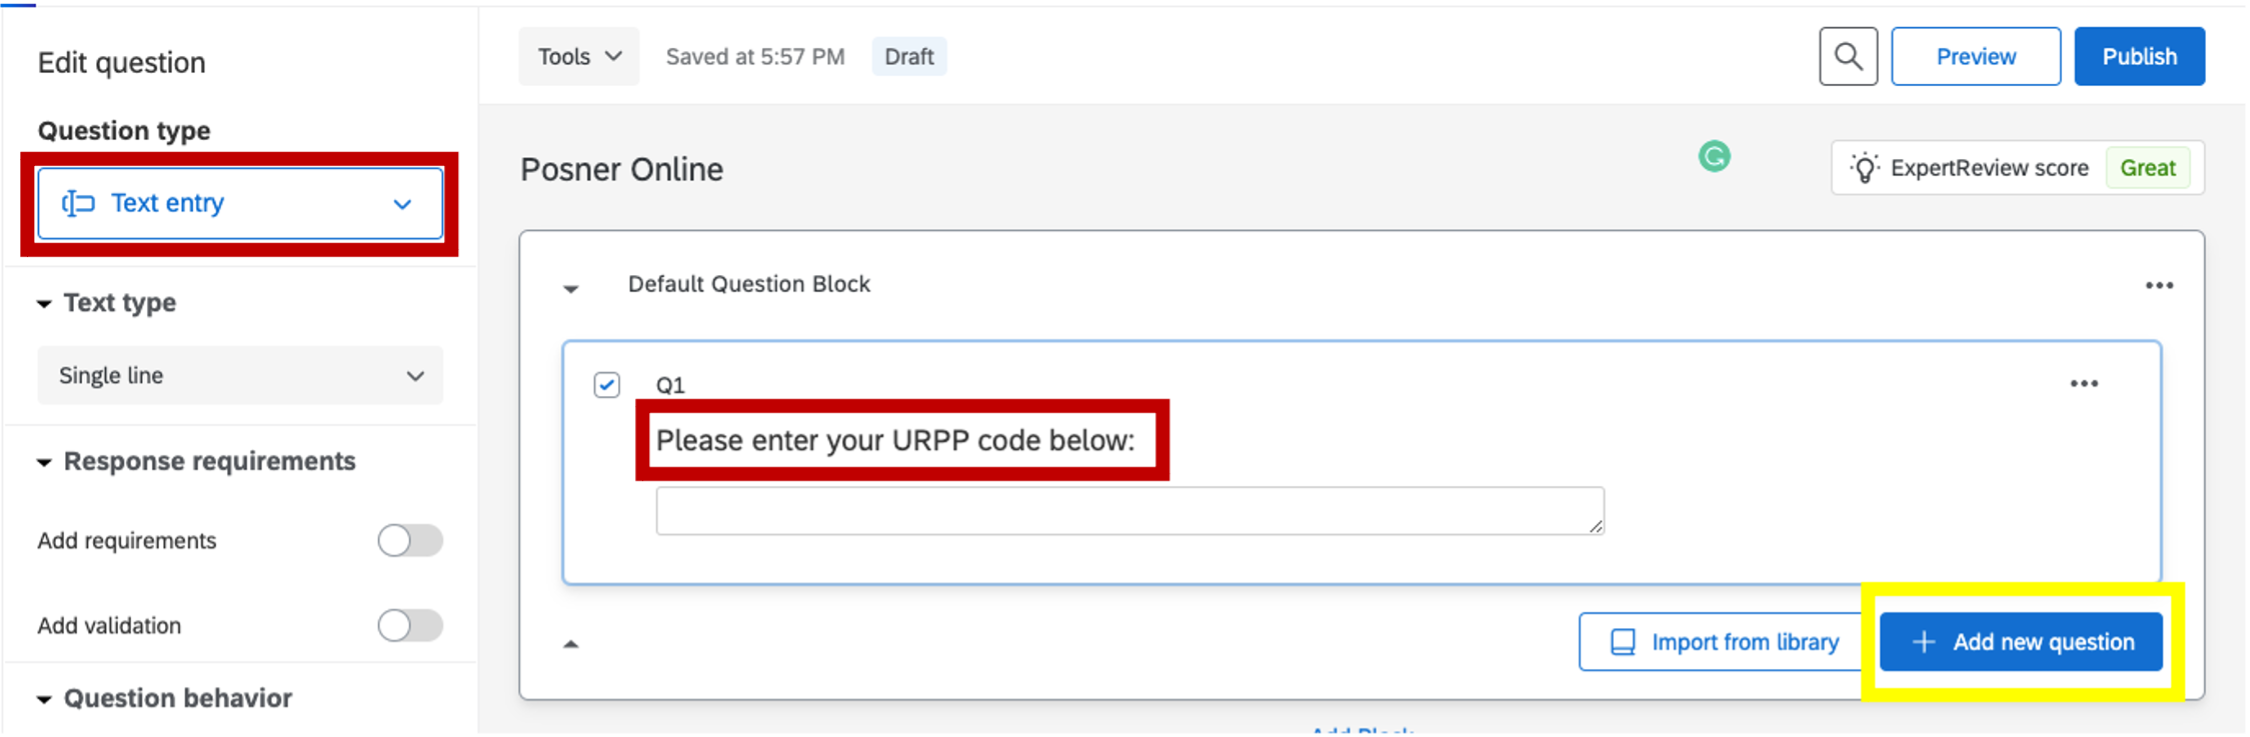 Edit question
Question type
Text entry
Text type
Single line
Response requirements
Add requirements
Add validation
Question behavior
Tools
Saved at 5:57 PM
Draft
Preview
Publish
Posner Online
ExpertReview score
Great
Default Question Block
Q1
Please enter your URPP code below:
Import from library
Add new question
Add Block